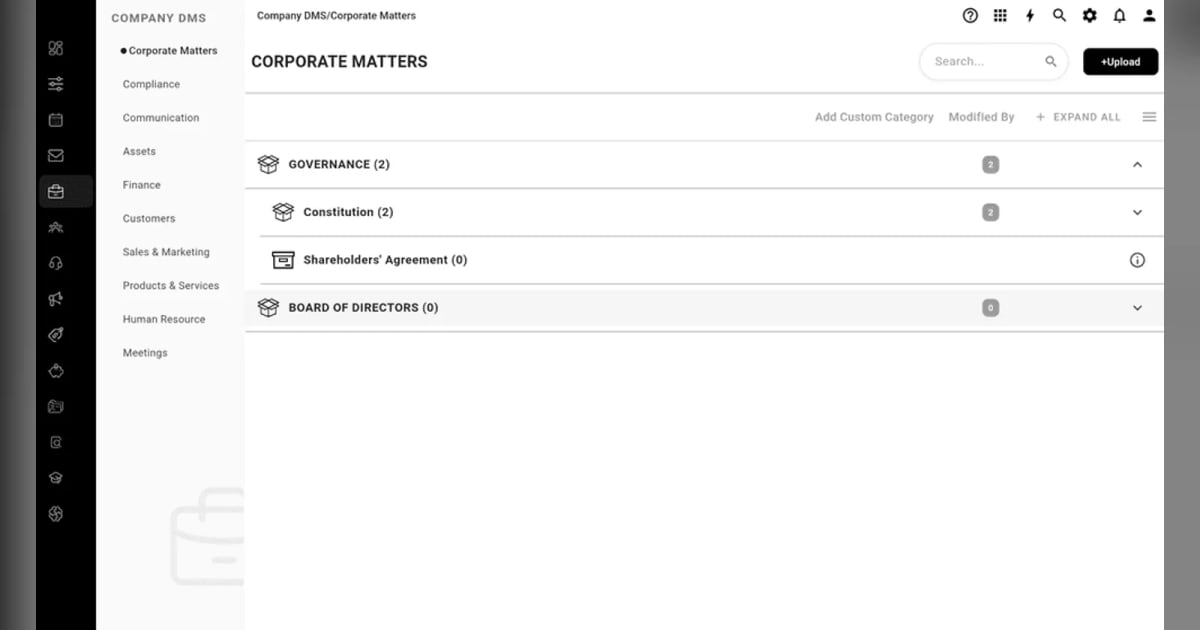 COMPANY DMS
Corporate Matters
Compliance
Communication
Assets
Finance
Customers
Sales & Marketing
Products & Services
Human Resource
Meetings
Company DMS/Corporate Matters
CORPORATE MATTERS
Search...
+Upload
Add Custom Category
Modified By
+ EXPAND ALL
GOVERNANCE (2) 2
Constitution (2) 2
Shareholders' Agreement (0)
BOARD OF DIRECTORS (0) 0